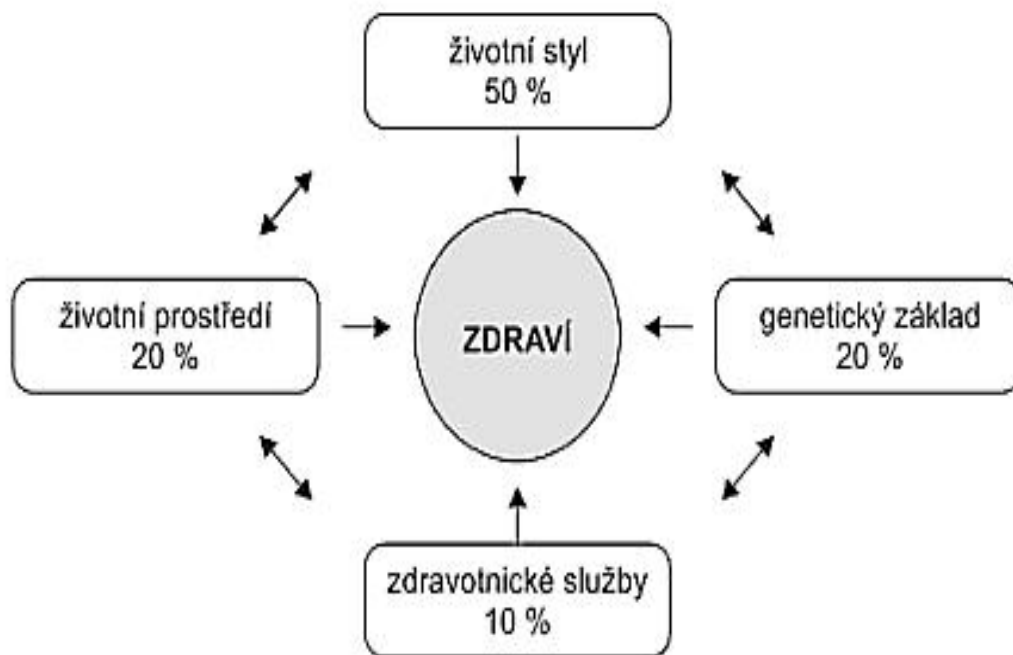 životní styl
50 %
životní prostředí
20 %
ZDRAVÍ
genetický základ
20 %
zdravotnické služby
10 %